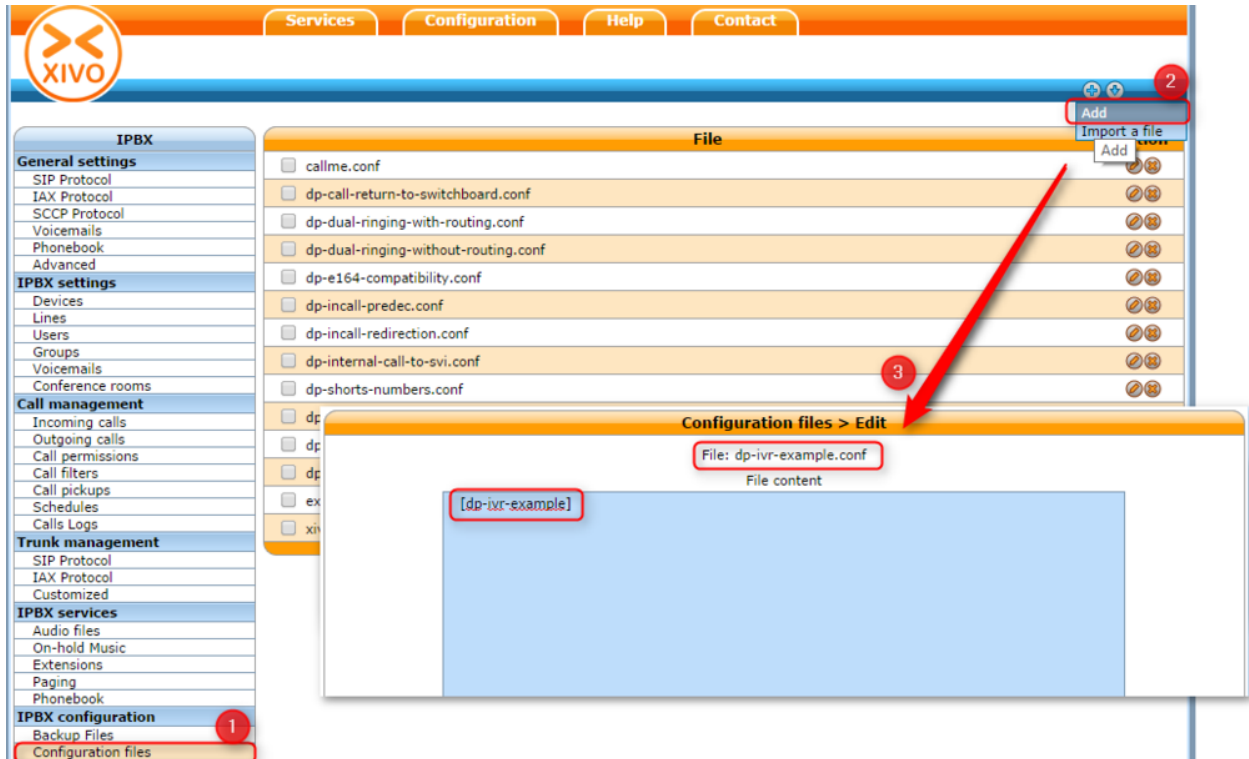 Services Configuration Help Contact
XIVO
2
Add
Import a file
Add
IPBX
General settings
SIP Protocol
IAX Protocol
SCCP Protocol
Voicemails
Phonebook
Advanced
IPBX settings
Devices
Lines
Users
Groups
Voicemails
Conference rooms
Call management
Incoming calls
Outgoing calls
Call permissions
Call filters
Call pickups
Schedules
Calls Logs
Trunk management
SIP Protocol
IAX Protocol
Customized
IPBX services
Audio files
On-hold Music
Extensions
Paging
Phonebook
IPBX configuration
1
Backup Files
Configuration files
File
callme.conf
dp-call-return-to-switchboard.conf
dp-dual-ringing-with-routing.conf
dp-dual-ringing-without-routing.conf
dp-e164-compatibility.conf
dp-incall-predec.conf
dp-incall-redirection.conf
dp-internal-call-to-svi.conf
3
dp-shorts-numbers.conf
Configuration files > Edit
File: dp-ivr-example.conf
File content
[dp-ivr-example]